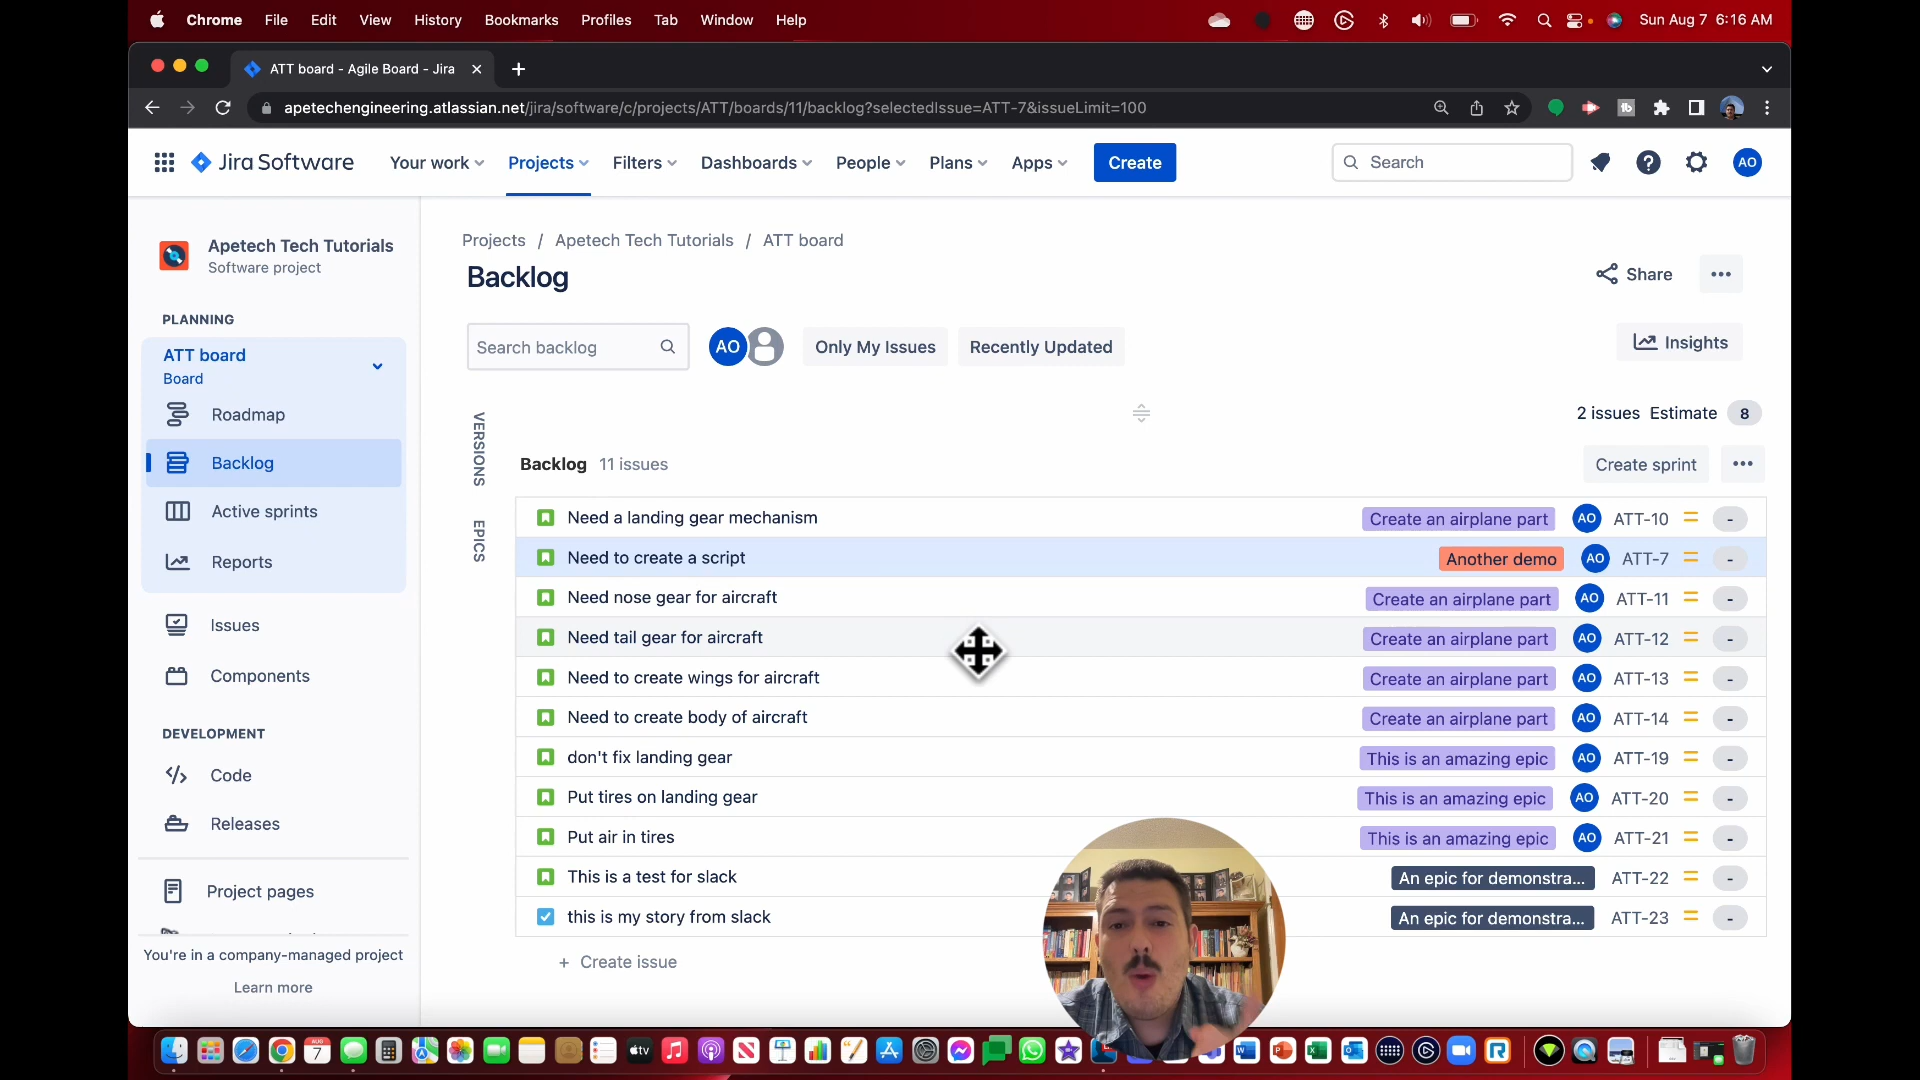 Chrome File Edit View History Bookmarks Profiles Tab Window Help Sun Aug 7 6:16 AM
ATT board - Agile Board - Jira
apetechengineering.atlassian.net/jira/software/c/projects/ATT/boards/11/backlog?selectedIssue=ATT-7&issueLimit=100
Jira Software Your work Projects Filters Dashboards People Plans Apps Create Search AO
Apetech Tech Tutorials
Software project
PLANNING
ATT board
Board
Roadmap
Backlog
Active sprints
Reports
Issues
Components
DEVELOPMENT
Code
Releases
Project pages
You're in a company-managed project
Learn more
Projects / Apetech Tech Tutorials / ATT board
Backlog
Share
Search backlog AO Only My Issues Recently Updated Insights
VERSIONS
EPICS
2 issues Estimate 8
Backlog 11 issues Create sprint
Need a landing gear mechanism Create an airplane part AO ATT-10 -
Need to create a script Another demo AO ATT-7 -
Need nose gear for aircraft Create an airplane part AO ATT-11 -
Need tail gear for aircraft Create an airplane part AO ATT-12 -
Need to create wings for aircraft Create an airplane part AO ATT-13 -
Need to create body of aircraft Create an airplane part AO ATT-14 -
don't fix landing gear This is an amazing epic AO ATT-19 -
Put tires on landing gear This is an amazing epic AO ATT-20 -
Put air in tires This is an amazing epic AO ATT-21 -
This is a test for slack An epic for demonstra... ATT-22 -
this is my story from slack An epic for demonstra... ATT-23 -
+ Create issue
AUG
7
tv